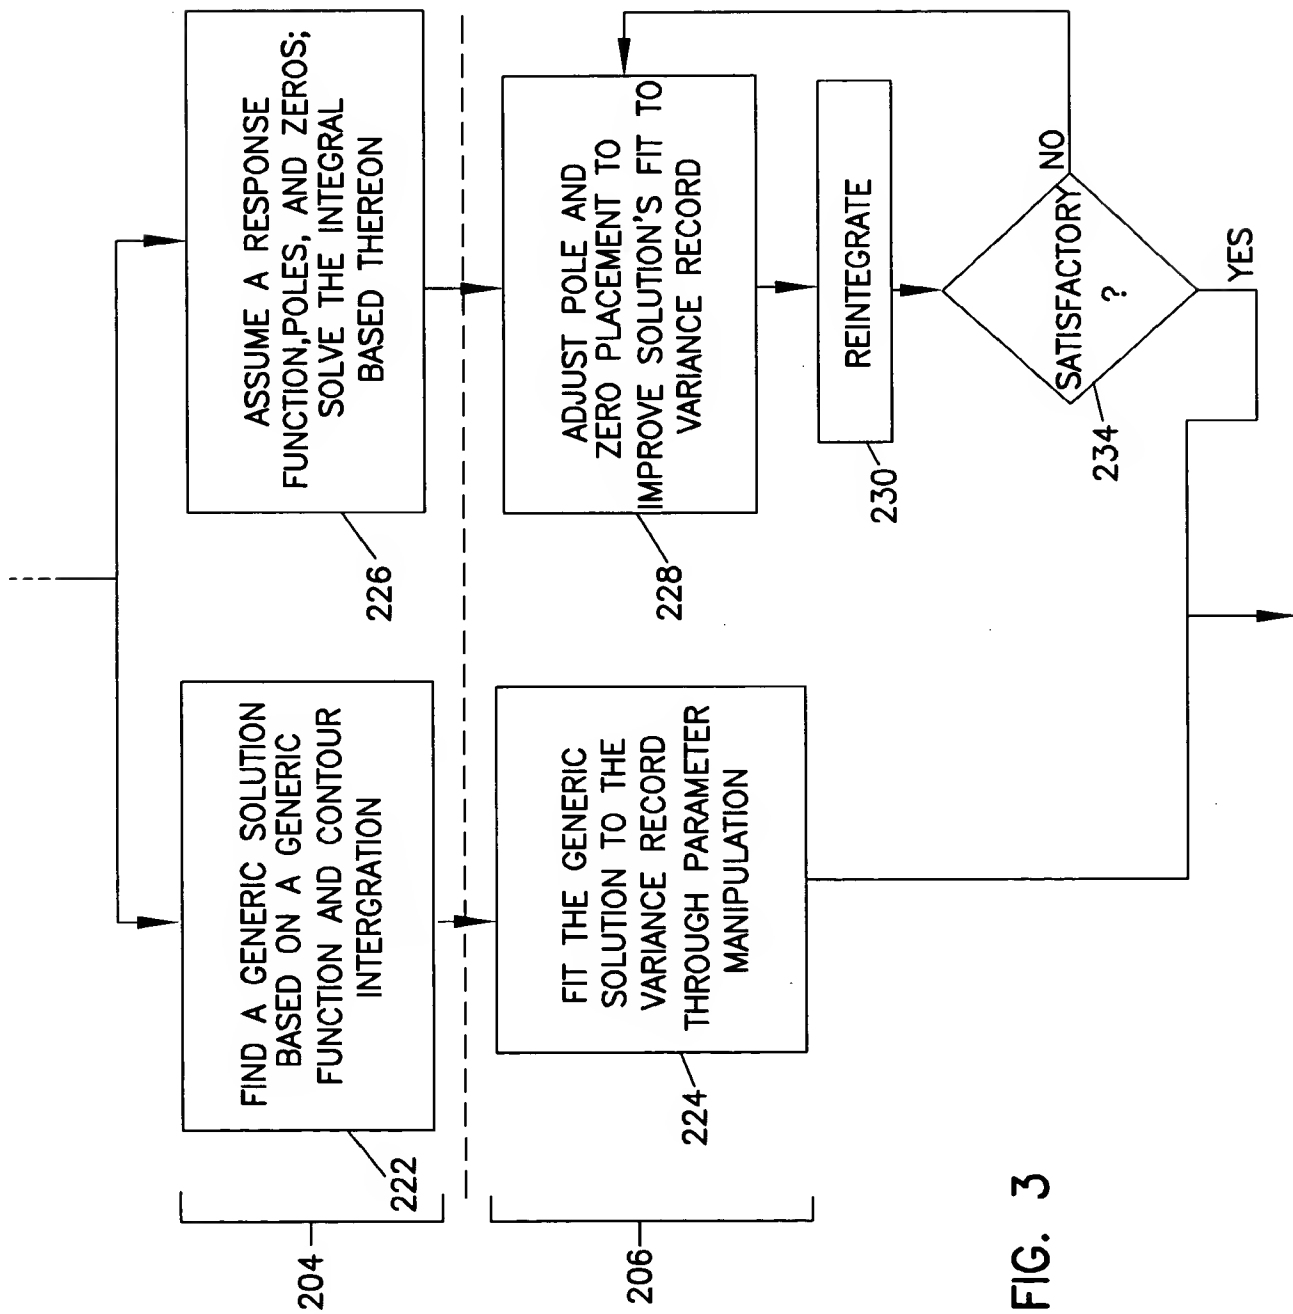 204
FIND A GENERIC SOLUTION
BASED ON A GENERIC
FUNCTION AND CONTOUR
INTERGRATION
222
ASSUME A RESPONSE
FUNCTION,POLES, AND ZEROS;
SOLVE THE INTEGRAL
BASED THEREON
226
206
FIT THE GENERIC
SOLUTION TO THE
VARIANCE RECORD
THROUGH PARAMETER
MANIPULATION
224
ADJUST POLE AND
ZERO PLACEMENT TO
IMPROVE SOLUTION'S FIT TO
VARIANCE RECORD
228
REINTEGRATE
230
SATISFACTORY
?
NO
234
YES
FIG. 3